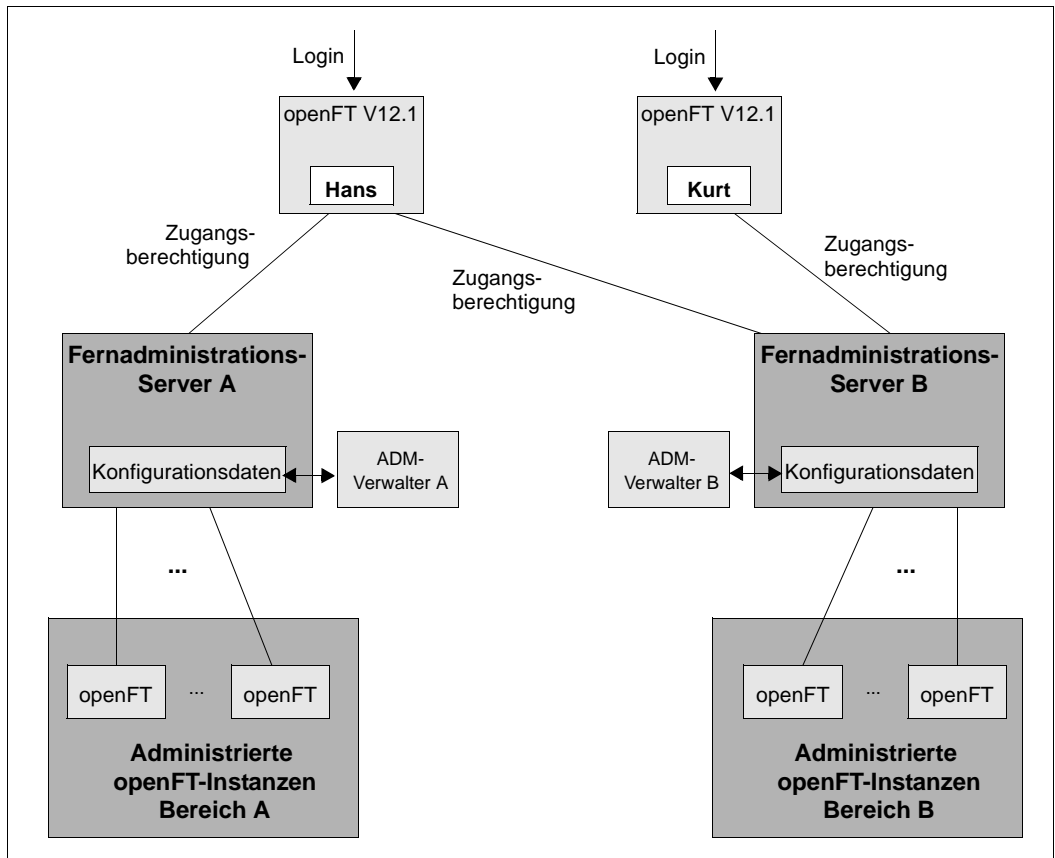 Login
Login
openFT V12.1
openFT V12.1
Hans
Kurt
Zugangs-
berechtigung
Zugangs-
berechtigung
Zugangs-
berechtigung
Fernadministrations-
Server A
Fernadministrations-
Server B
Konfigurationsdaten
ADM-
Verwalter A
ADM-
Verwalter B
Konfigurationsdaten
...
...
openFT
...
openFT
openFT
...
openFT
Administrierte
openFT-Instanzen
Bereich A
Administrierte
openFT-Instanzen
Bereich B